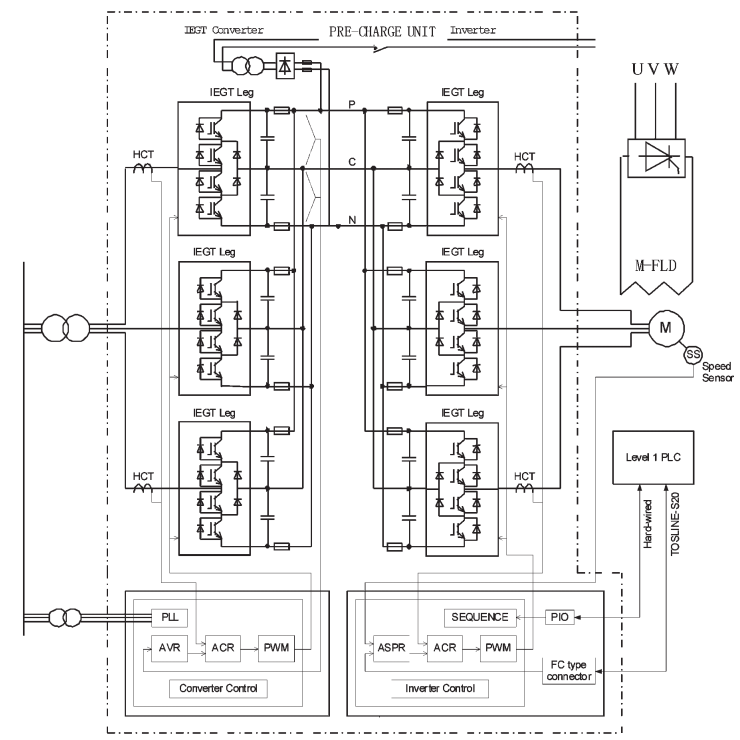 IEGT Converter PRE-CHARGE UNIT Inverter
U V W
IEGT Leg
P
IEGT Leg
HCT
C
HCT
N
M-FLD
IEGT Leg
IEGT Leg
M
SS
Speed
Sensor
IEGT Leg
IEGT Leg
Level 1 PLC
HCT
HCT
Hard-wired
TOSLINE-S20
PLL
SEQUENCE
PIO
AVR
ACR
PWM
ASPR
ACR
PWM
FC type
connector
Converter Control
Inverter Control